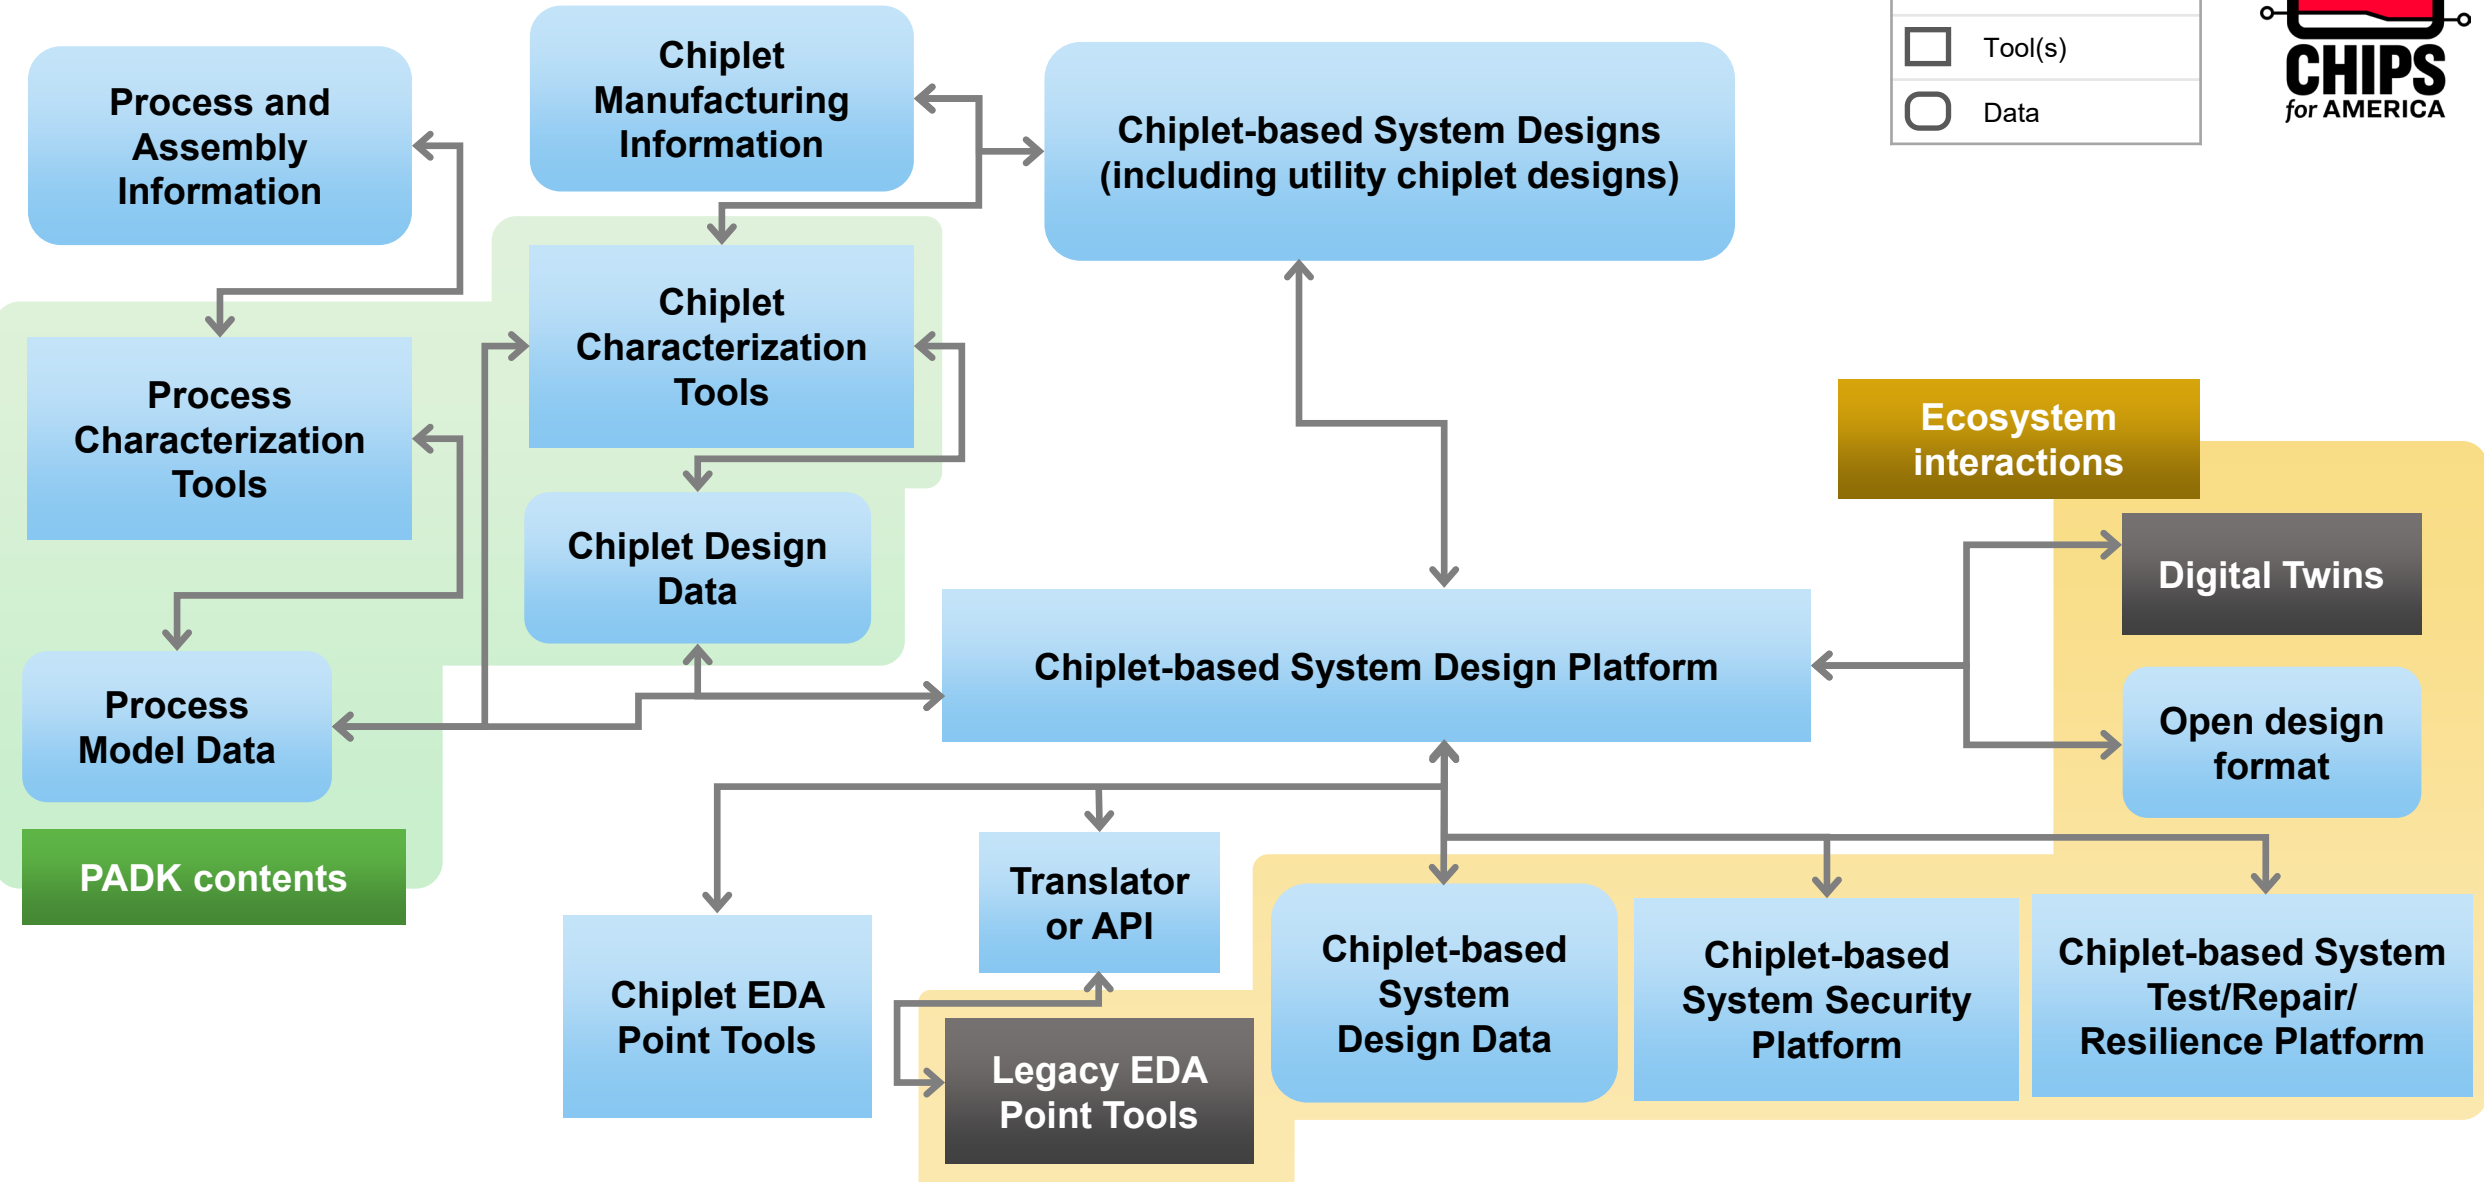 Tool(s)
Data
CHIPS
for AMERICA
Process and
Assembly
Information
Chiplet
Manufacturing
Information
Chiplet-based System Designs
(including utility chiplet designs)
Chiplet
Characterization
Tools
Process
Characterization
Tools
Ecosystem
interactions
Chiplet Design
Data
Digital Twins
Chiplet-based System Design Platform
Process
Model Data
Open design
format
PADK contents
Translator
or API
Chiplet EDA
Point Tools
Legacy EDA
Point Tools
Chiplet-based
System
Design Data
Chiplet-based
System Security
Platform
Chiplet-based System
Test/Repair/
Resilience Platform